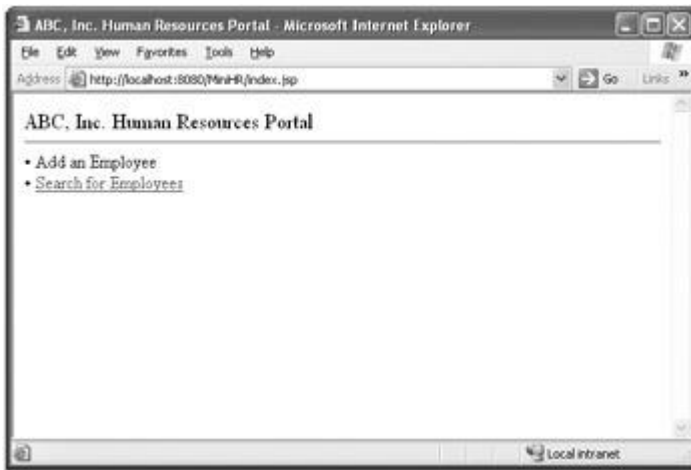 ABC, Inc. Human Resources Portal - Microsoft Internet Explorer
File Edit View Favorites Tools Help
Address http://localhost:8080/MiniHR/index.jsp Go Links »
ABC, Inc. Human Resources Portal
• Add an Employee
• Search for Employees
Local intranet